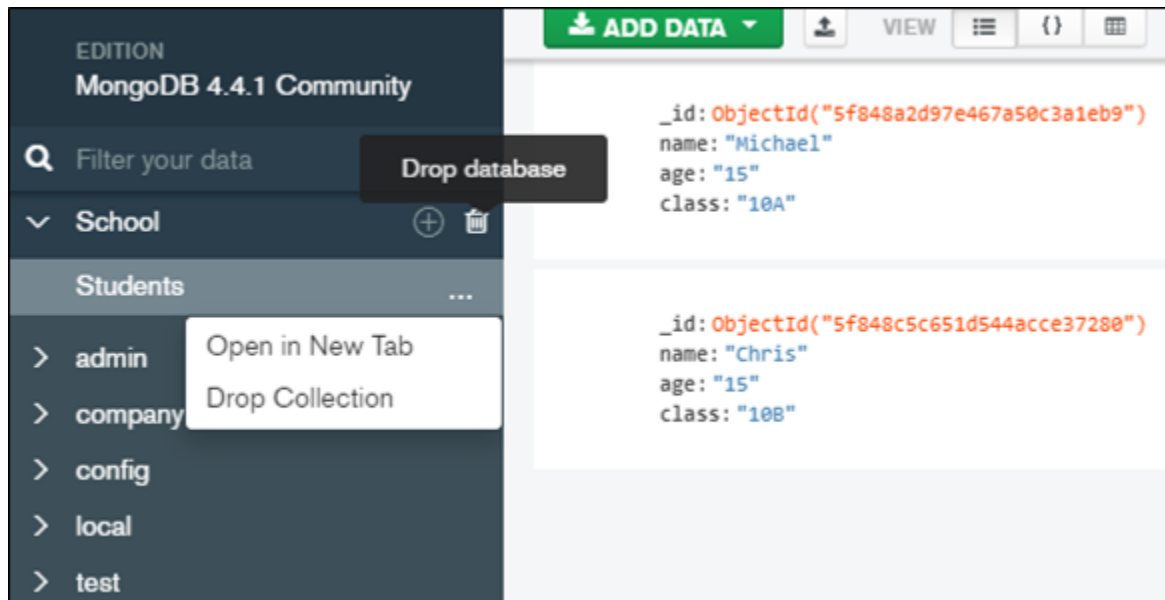 EDITION
MongoDB 4.4.1 Community
Filter your data
Drop database
School
Students
...
Open in New Tab
Drop Collection
admin
company
config
local
test
ADD DATA
VIEW
{}
_id: ObjectId("5f848a2d97e467a50c3a1eb9")
name: "Michael"
age: "15"
class: "10A"
_id: ObjectId("5f848c5c651d544acce37280")
name: "Chris"
age: "15"
class: "10B"